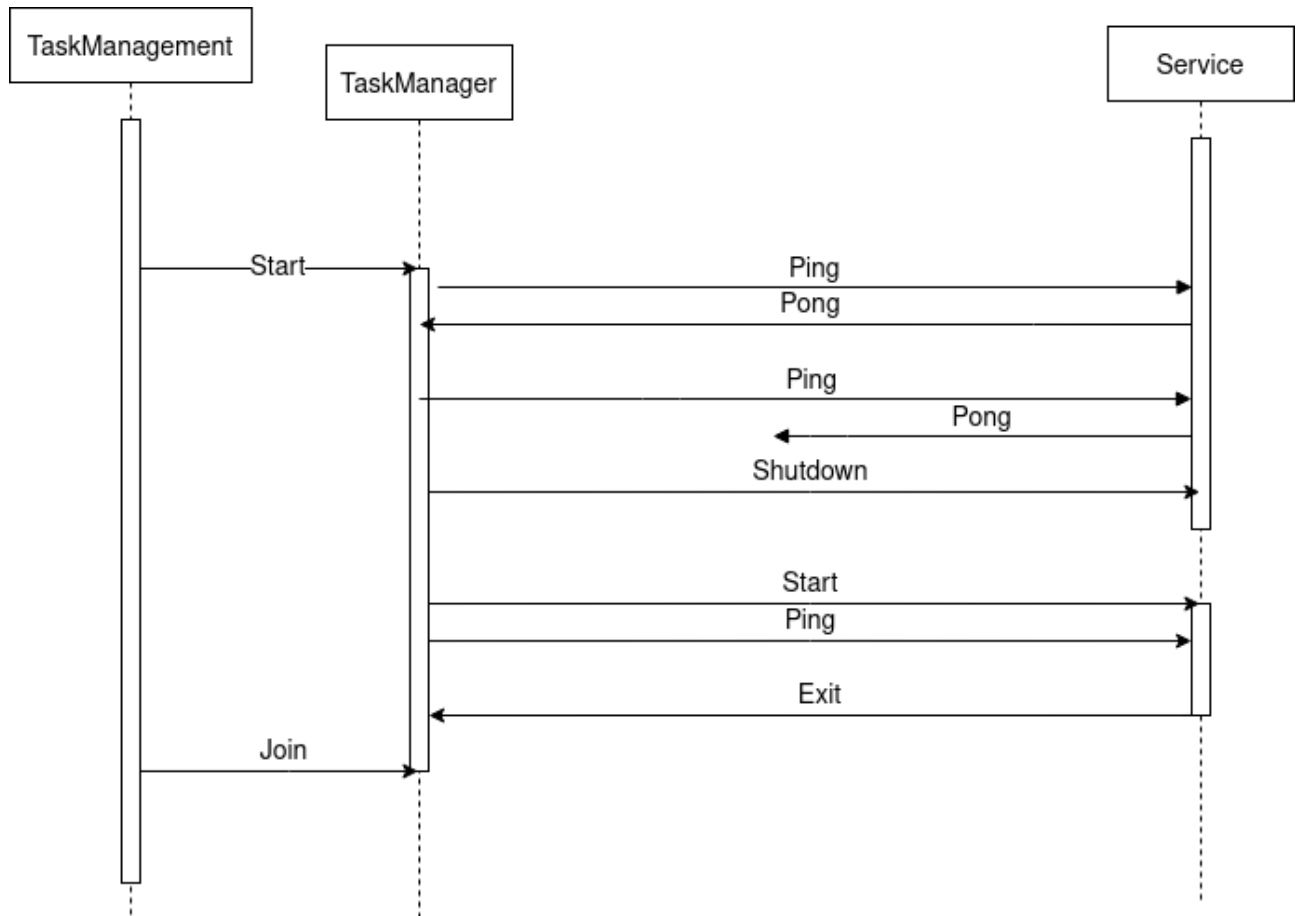 TaskManagement
TaskManager
Service
Start
Ping
Pong
Ping
Pong
Shutdown
Start
Ping
Exit
Join